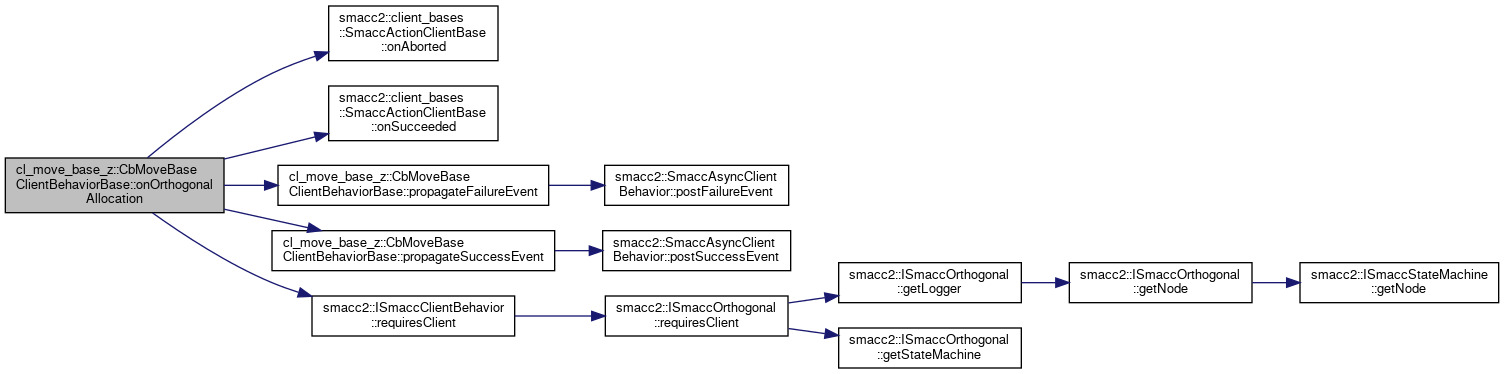 smacc2::client_bases
::SmaccActionClientBase
::onAborted
smacc2::client_bases
::SmaccActionClientBase
::onSucceeded
cl_move_base_z::CbMoveBase
ClientBehaviorBase::onOrthogonal
Allocation
cl_move_base_z::CbMoveBase
ClientBehaviorBase::propagateFailureEvent
smacc2::SmaccAsyncClient
Behavior::postFailureEvent
cl_move_base_z::CbMoveBase
ClientBehaviorBase::propagateSuccessEvent
smacc2::SmaccAsyncClient
Behavior::postSuccessEvent
smacc2::ISmaccClientBehavior
::requiresClient
smacc2::ISmaccOrthogonal
::requiresClient
smacc2::ISmaccOrthogonal
::getLogger
smacc2::ISmaccOrthogonal
::getNode
smacc2::ISmaccStateMachine
::getNode
smacc2::ISmaccOrthogonal
::getStateMachine